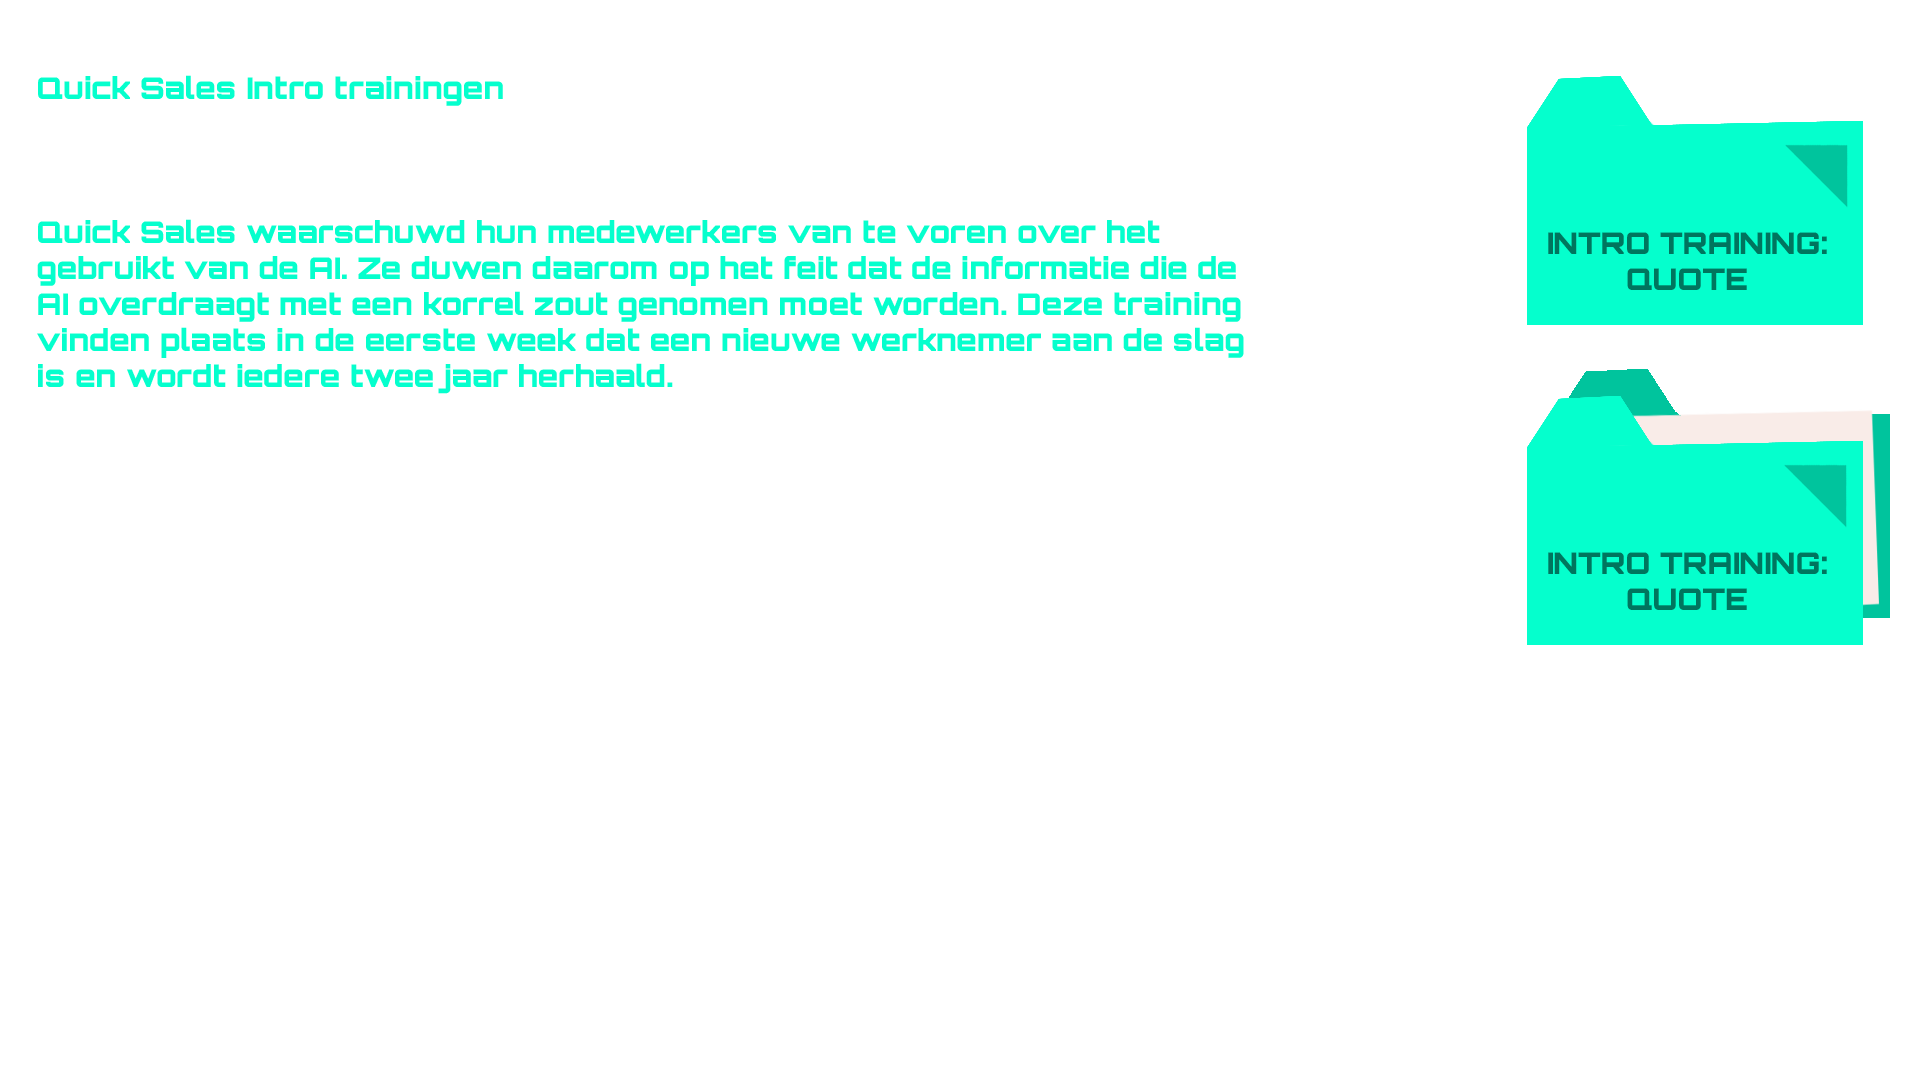 Quick Sales Intro trainingen
Quick Sales waarschuwd hun medewerkers van te voren over het
gebruikt van de AI. Ze duwen daarom op het feit dat de informatie die de
AI overdraagt met een korrel zout genomen moet worden. Deze training
vinden plaats in de eerste week dat een nieuwe werknemer aan de slag
is en wordt iedere twee jaar herhaald.
INTRO TRAINING:
QUOTE
INTRO TRAINING:
QUOTE